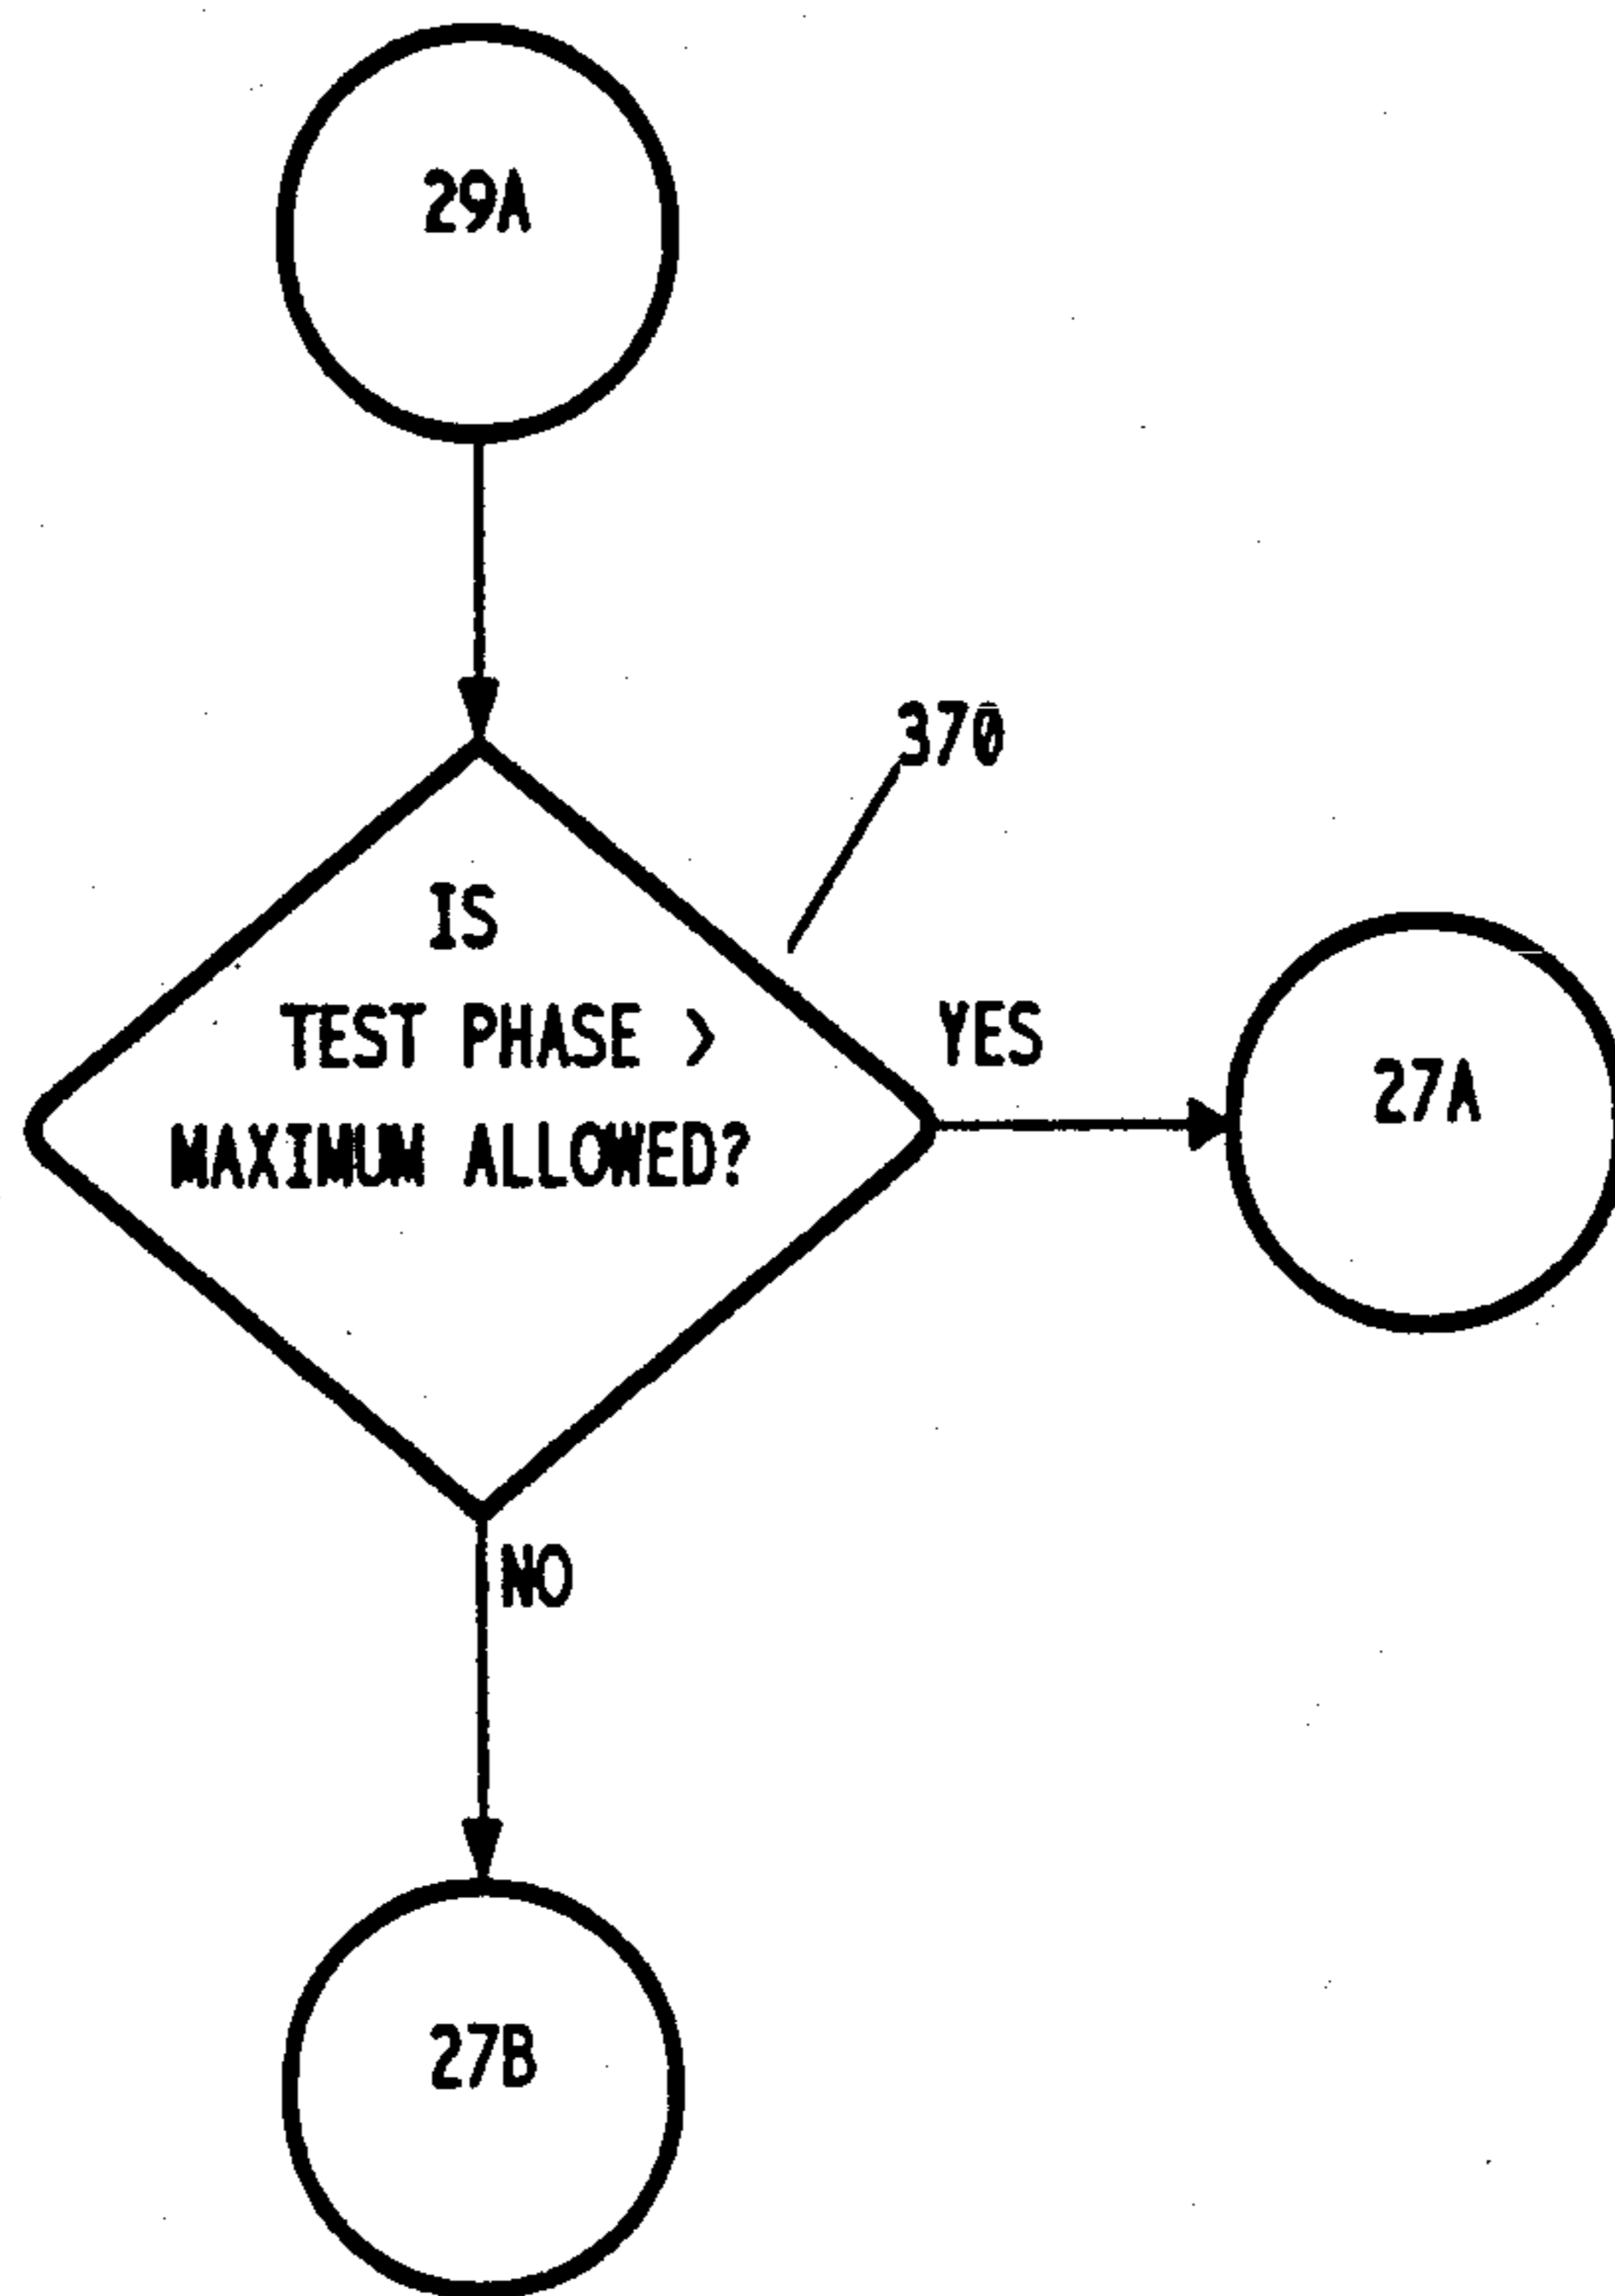 29A
370
IS
TEST PHASE >
MAXIMUM ALLOWED?
YES
27A
NO
27B